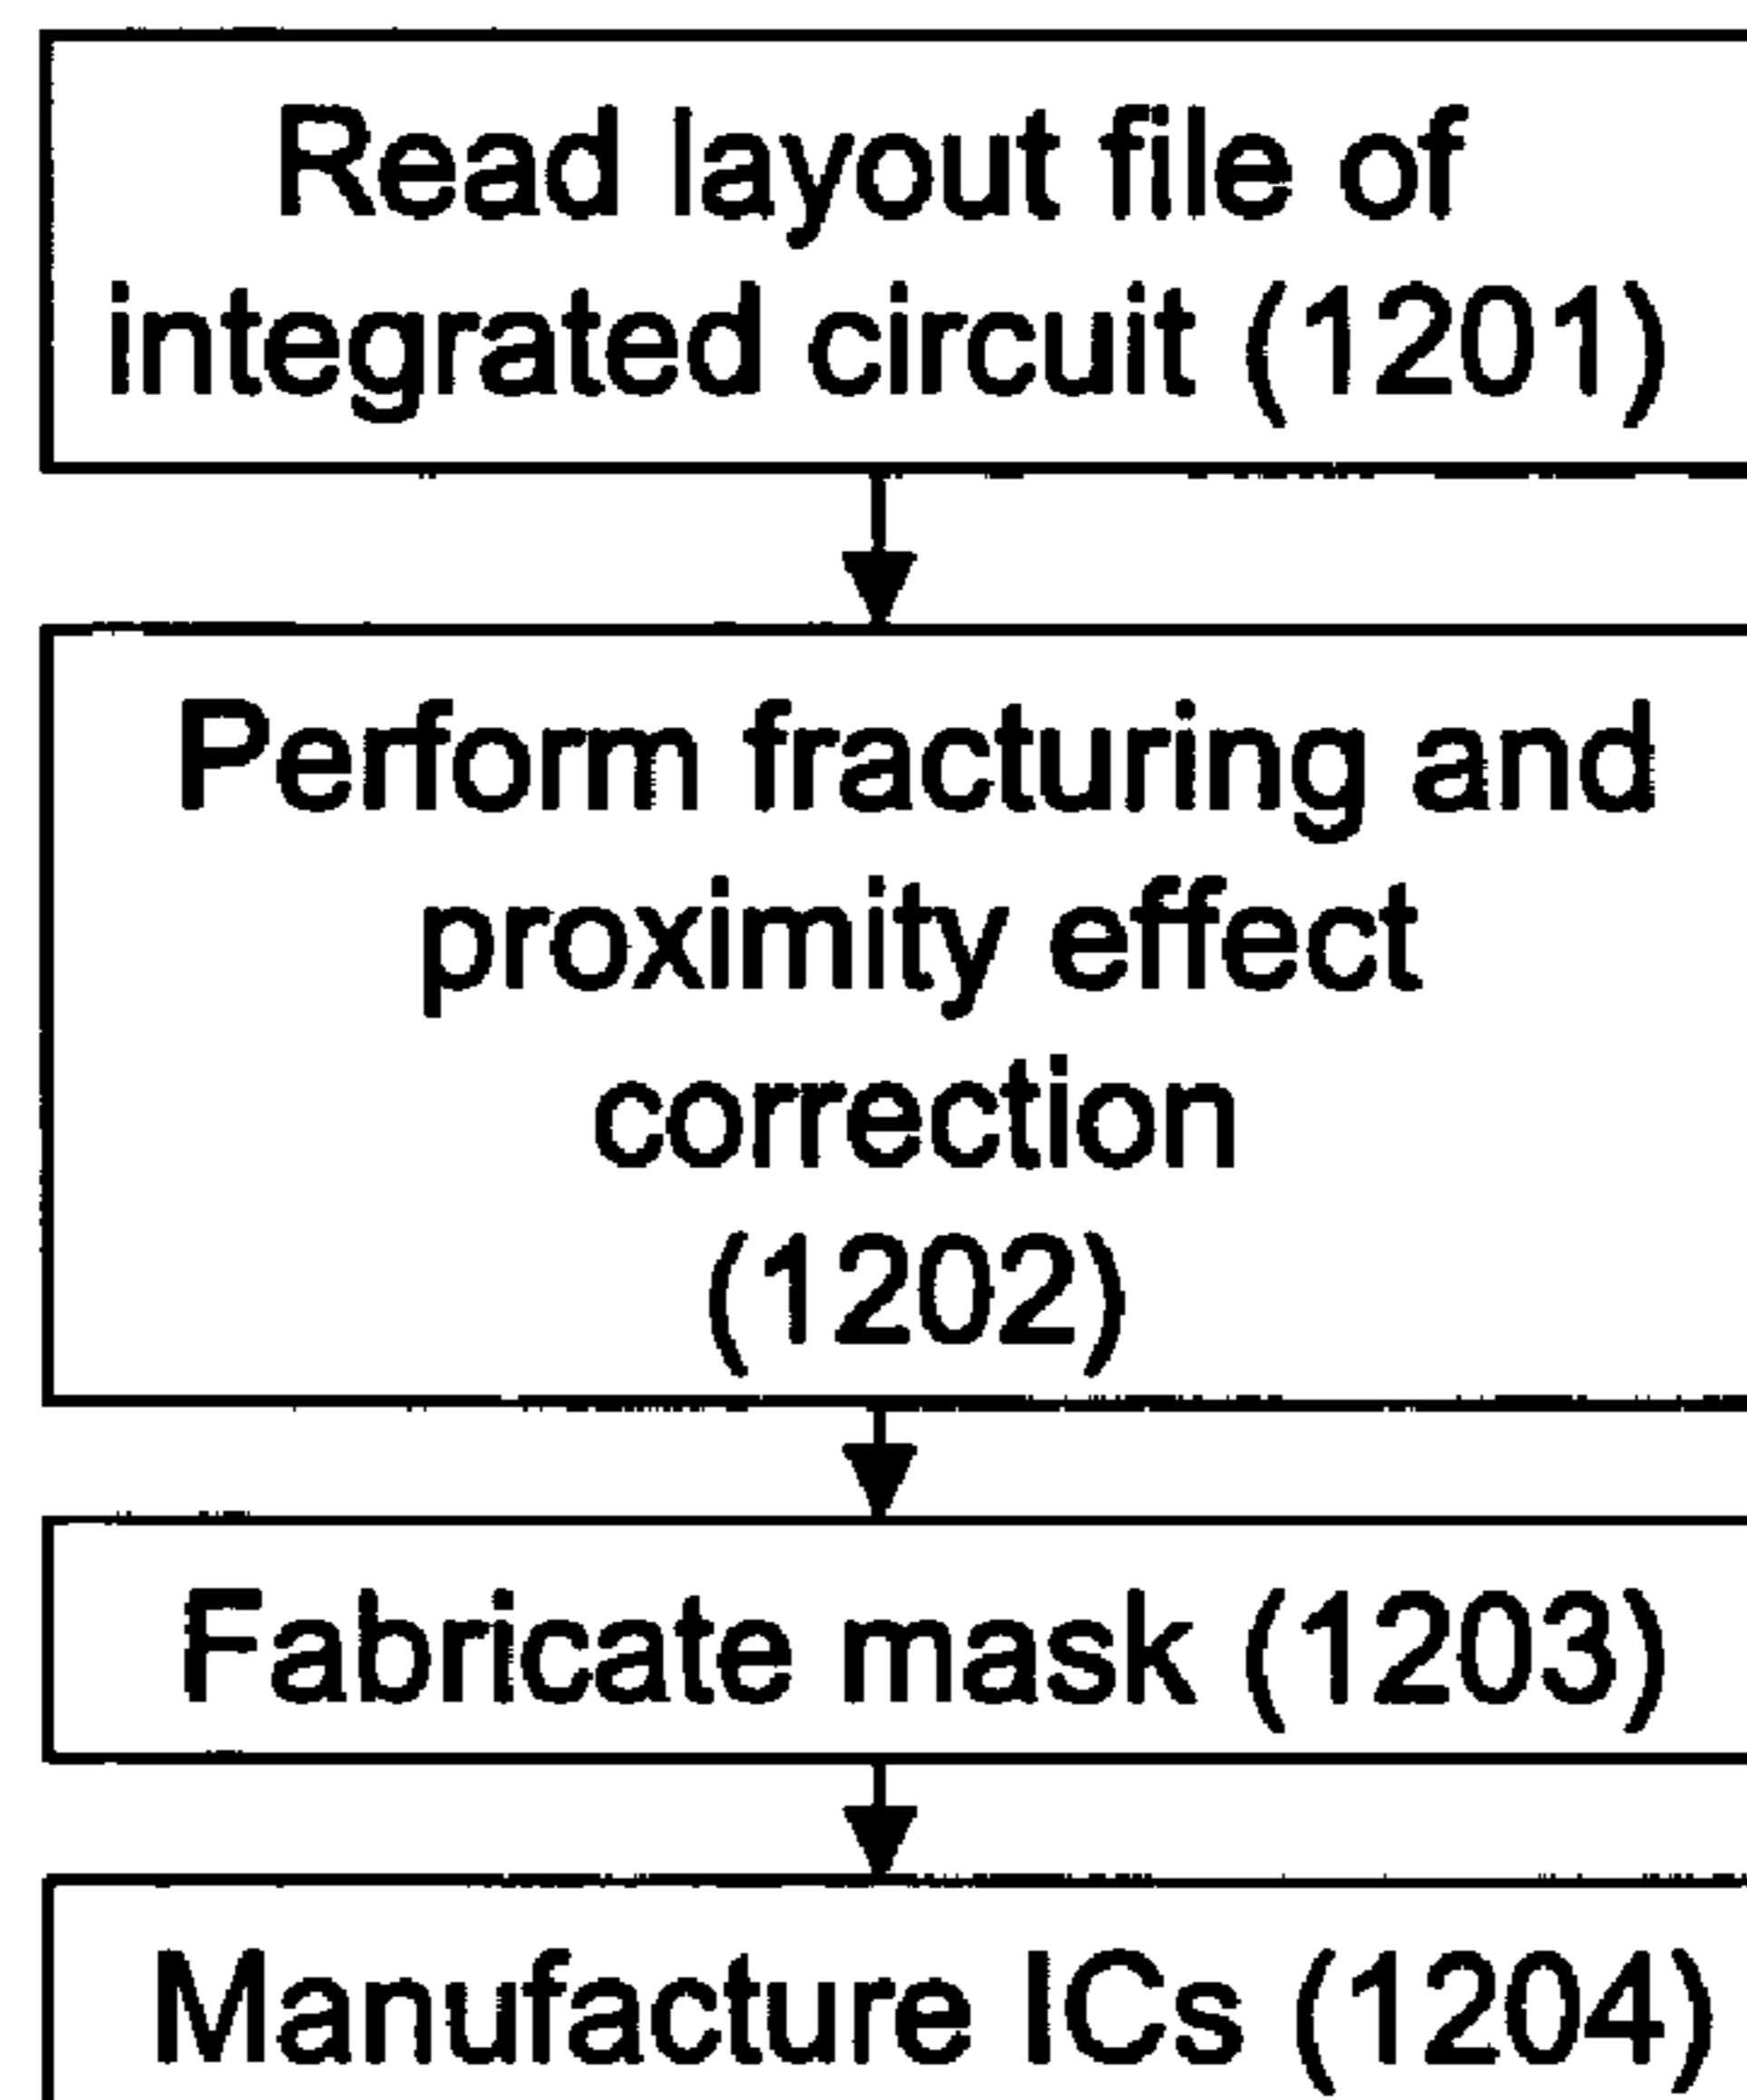 Read layout file of
integrated circuit (1201)
Perform fracturing and
proximity effect
correction
(1202)
Fabricate mask (1203)
Manufacture ICs (1204)